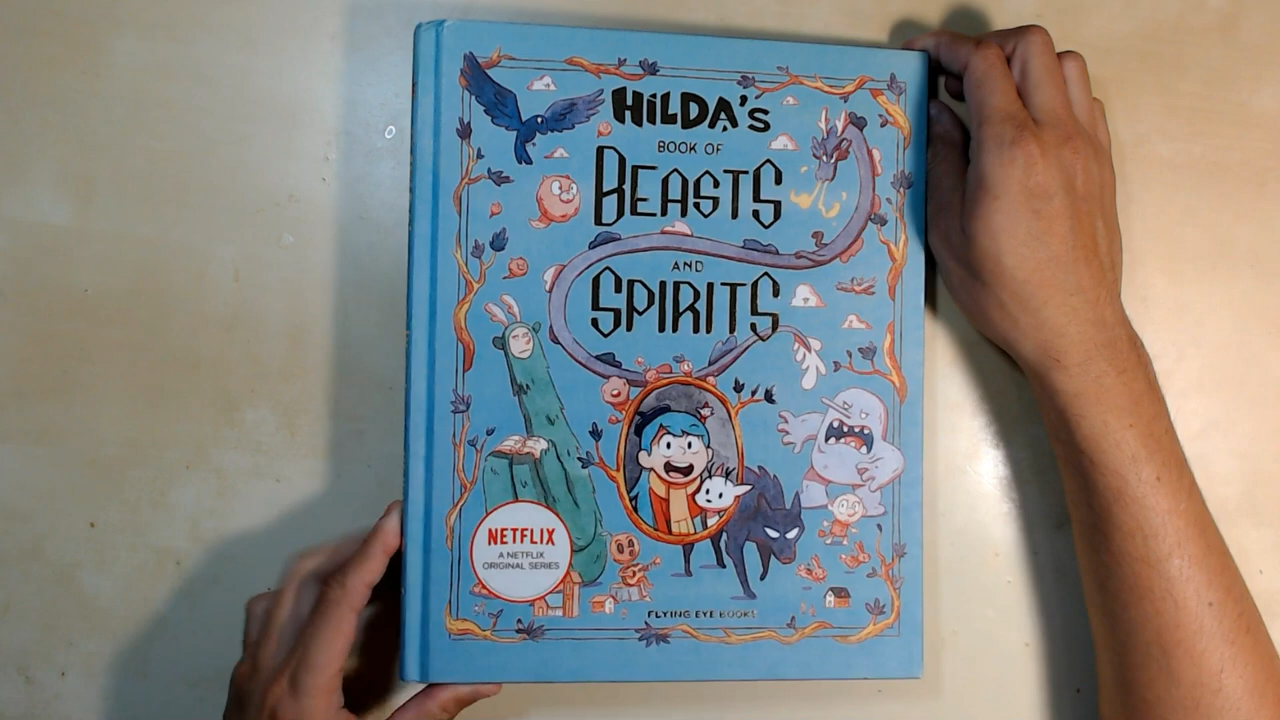 HiLDA's
BOOK OF
BEASTS
AND
SPIRITS
NETFLIX
A NETFLIX
ORIGINAL SERIES
FLYING EYE BOOKS